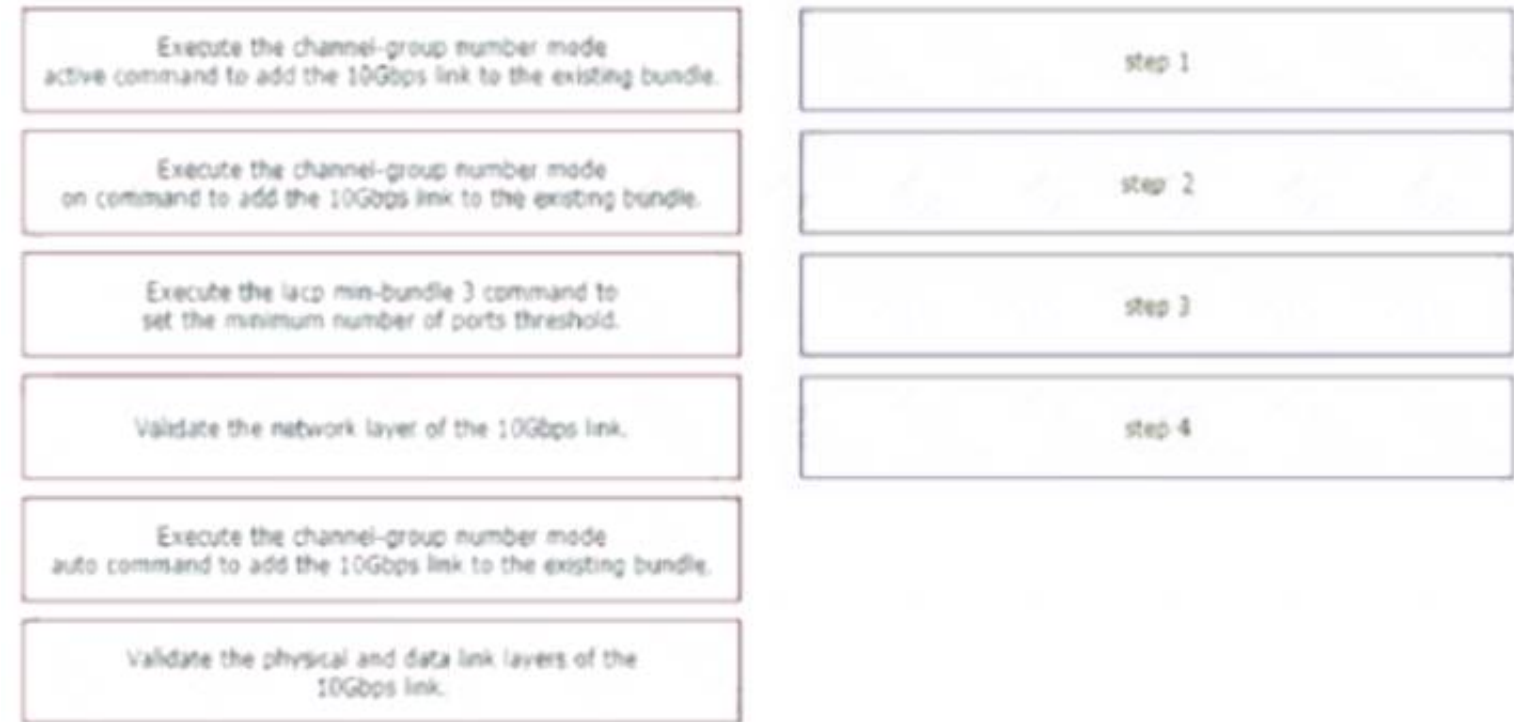 Execute the channel-group number mode
active command to add the 10Gbps link to the existing bundle.
step 1
Execute the channel-group number mode
on command to add the 10Gbps link to the existing bundle.
step 2
Execute the lacp min-bundle 3 command to
set the minimum number of ports threshold.
step 3
Validate the network layer of the 10Gbps link.
step 4
Execute the channel-group number mode
auto command to add the 10Gbps link to the existing bundle.
Validate the physical and data link layers of the
10Gbps link.